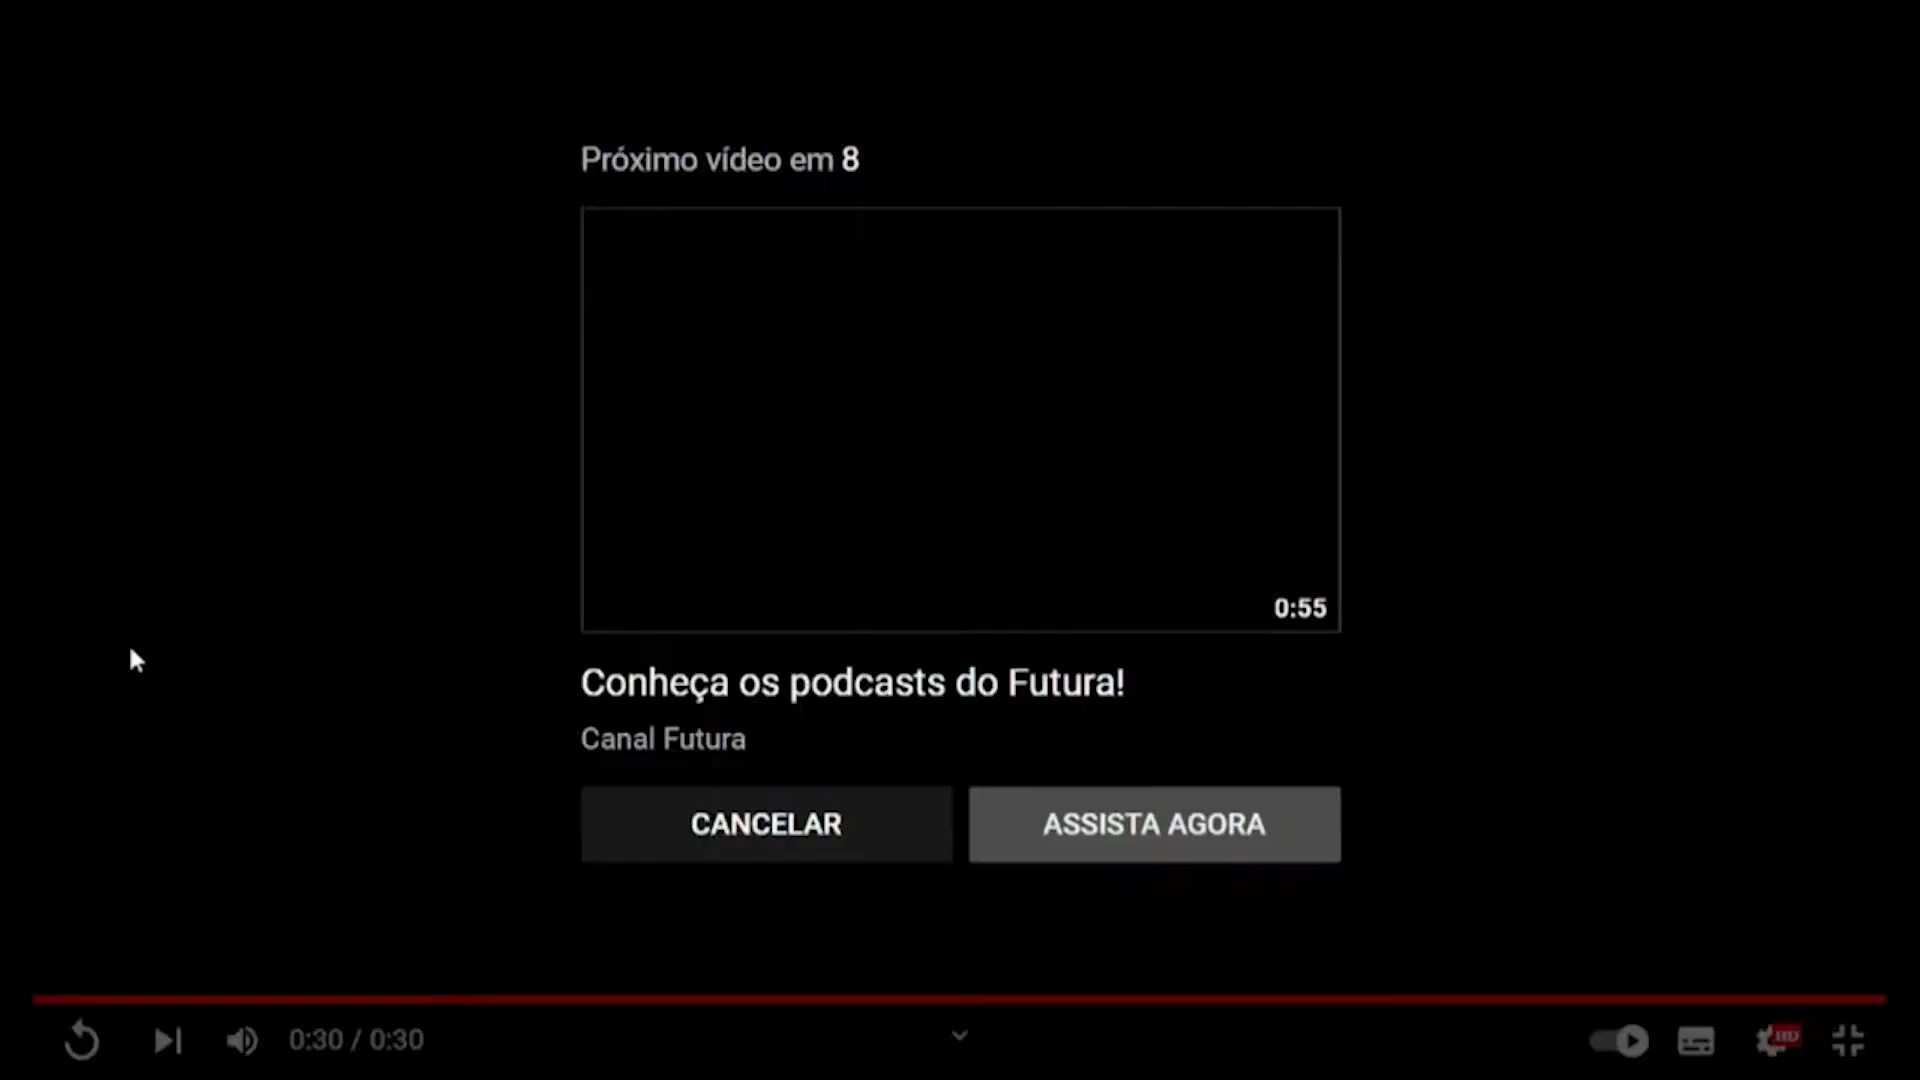 Próximo vídeo em 8
0:55
Conheça os podcasts do Futura!
Canal Futura
CANCELAR
ASSISTA AGORA
0:30 / 0:30
HD